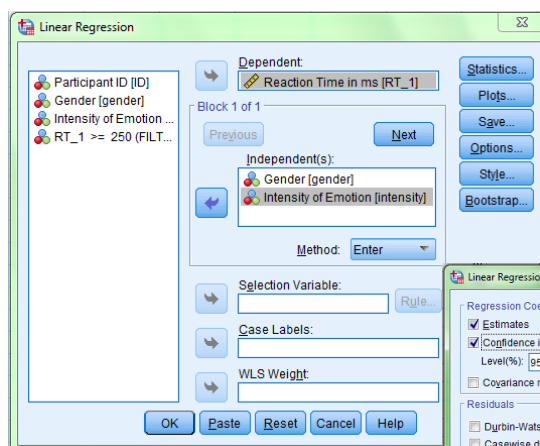 Linear Regression
Participant ID [ID]
Gender [gender]
Intensity of Emotion ...
RT_1 >= 250 (FILT...
Dependent:
Reaction Time in ms [RT_1]
Block 1 of 1
Previous
Next
Independent(s):
Gender [gender]
Intensity of Emotion [intensity]
Method: Enter
Selection Variable:
Rule...
Case Labels:
WLS Weight:
OK Paste Reset Cancel Help
Statistics...
Plots...
Save...
Options...
Style...
Bootstrap...
Linear Regressio
Regression Coe
Estimates
Confidence i
Level(%): 95
Covariance
Residuals
Durbin-Wats
Casewise d